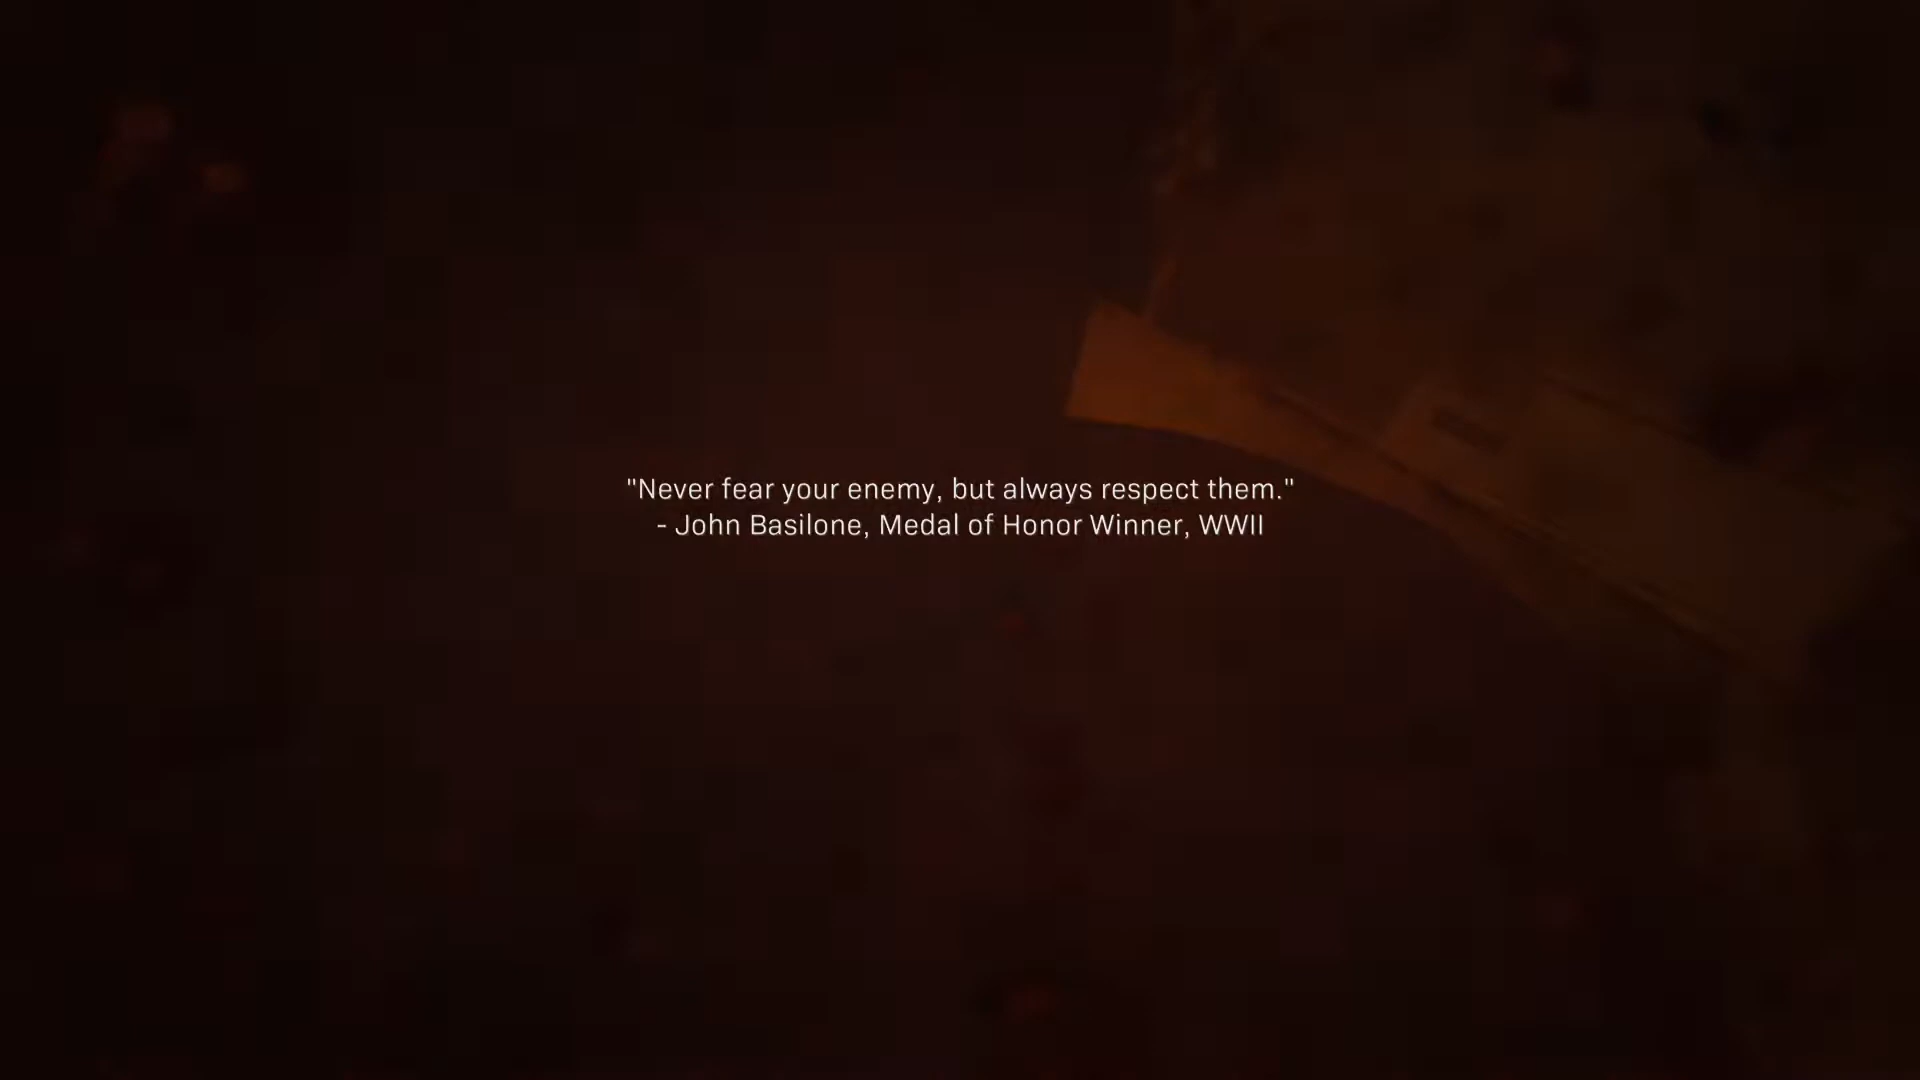 "Never fear your enemy, but always respect them."
- John Basilone, Medal of Honor Winner, WWII